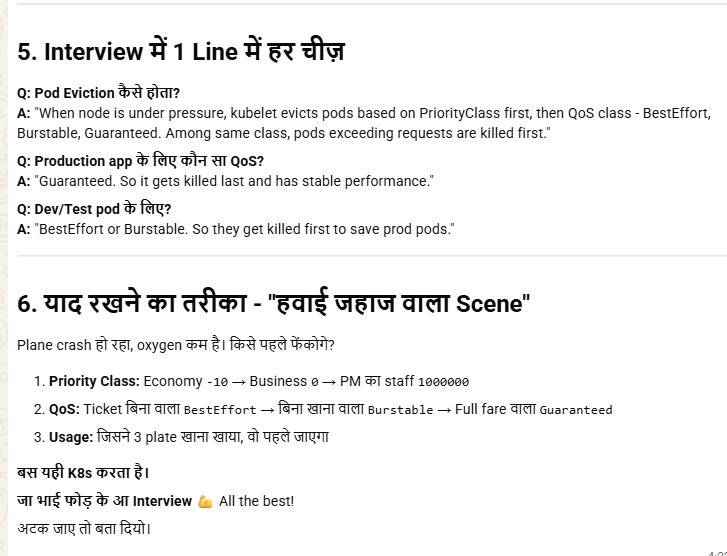 5. Interview में 1 Line में हर चीज़
Q: Pod Eviction कैसे होता?
A: "When node is under pressure, kubelet evicts pods based on PriorityClass first, then QoS class - BestEffort,
Burstable, Guaranteed. Among same class, pods exceeding requests are killed first."
Q: Production app के लिए कौन सा QoS?
A: "Guaranteed. So it gets killed last and has stable performance."
Q: Dev/Test pod के लिए?
A: "BestEffort or Burstable. So they get killed first to save prod pods."
6. याद रखने का तरीका - "हवाई जहाज वाला Scene"
Plane crash हो रहा, oxygen कम है। किसे पहले फेंकोगे?
1. Priority Class: Economy -10 → Business 0 → PM का staff 1000000
2. QoS: Ticket बिना वाला BestEffort → बिना खाना वाला Burstable → Full fare वाला Guaranteed
3. Usage: जिसने 3 plate खाना खाया, वो पहले जाएगा
बस यही K8s करता है।
जा भाई फोड़ के आ Interview 💪 All the best!
अटक जाए तो बता दियो।